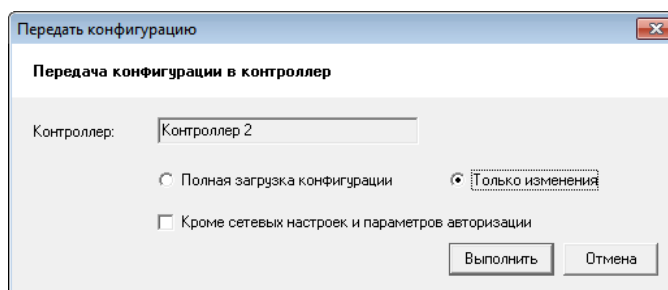 Передать конфигурацию
Передача конфигурации в контроллер
Контроллер: Контроллер 2
Полная загрузка конфигурации Только изменения
Кроме сетевых настроек и параметров авторизации
Выполнить Отмена